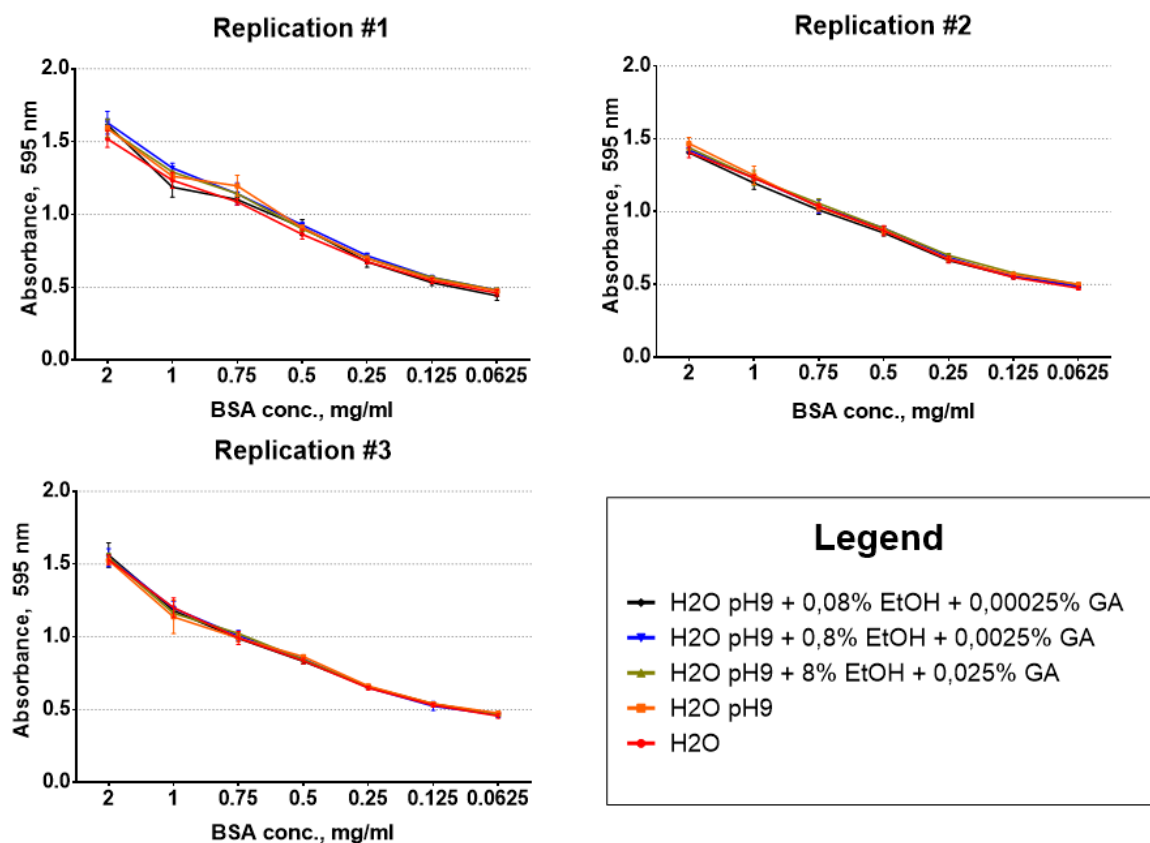 Replication #1
Absorbance, 595 nm
2.0
1.5
1.0
0.5
0.0
2 1 0.75 0.5 0.25 0.125 0.0625
BSA conc., mg/ml
Replication #2
Absorbance, 595 nm
2.0
1.5
1.0
0.5
0.0
2 1 0.75 0.5 0.25 0.125 0.0625
BSA conc., mg/ml
Replication #3
Absorbance, 595 nm
2.0
1.5
1.0
0.5
0.0
2 1 0.75 0.5 0.25 0.125 0.0625
BSA conc., mg/ml
Legend
H2O pH9 + 0,08% EtOH + 0,00025% GA
H2O pH9 + 0,8% EtOH + 0,0025% GA
H2O pH9 + 8% EtOH + 0,025% GA
H2O pH9
H2O